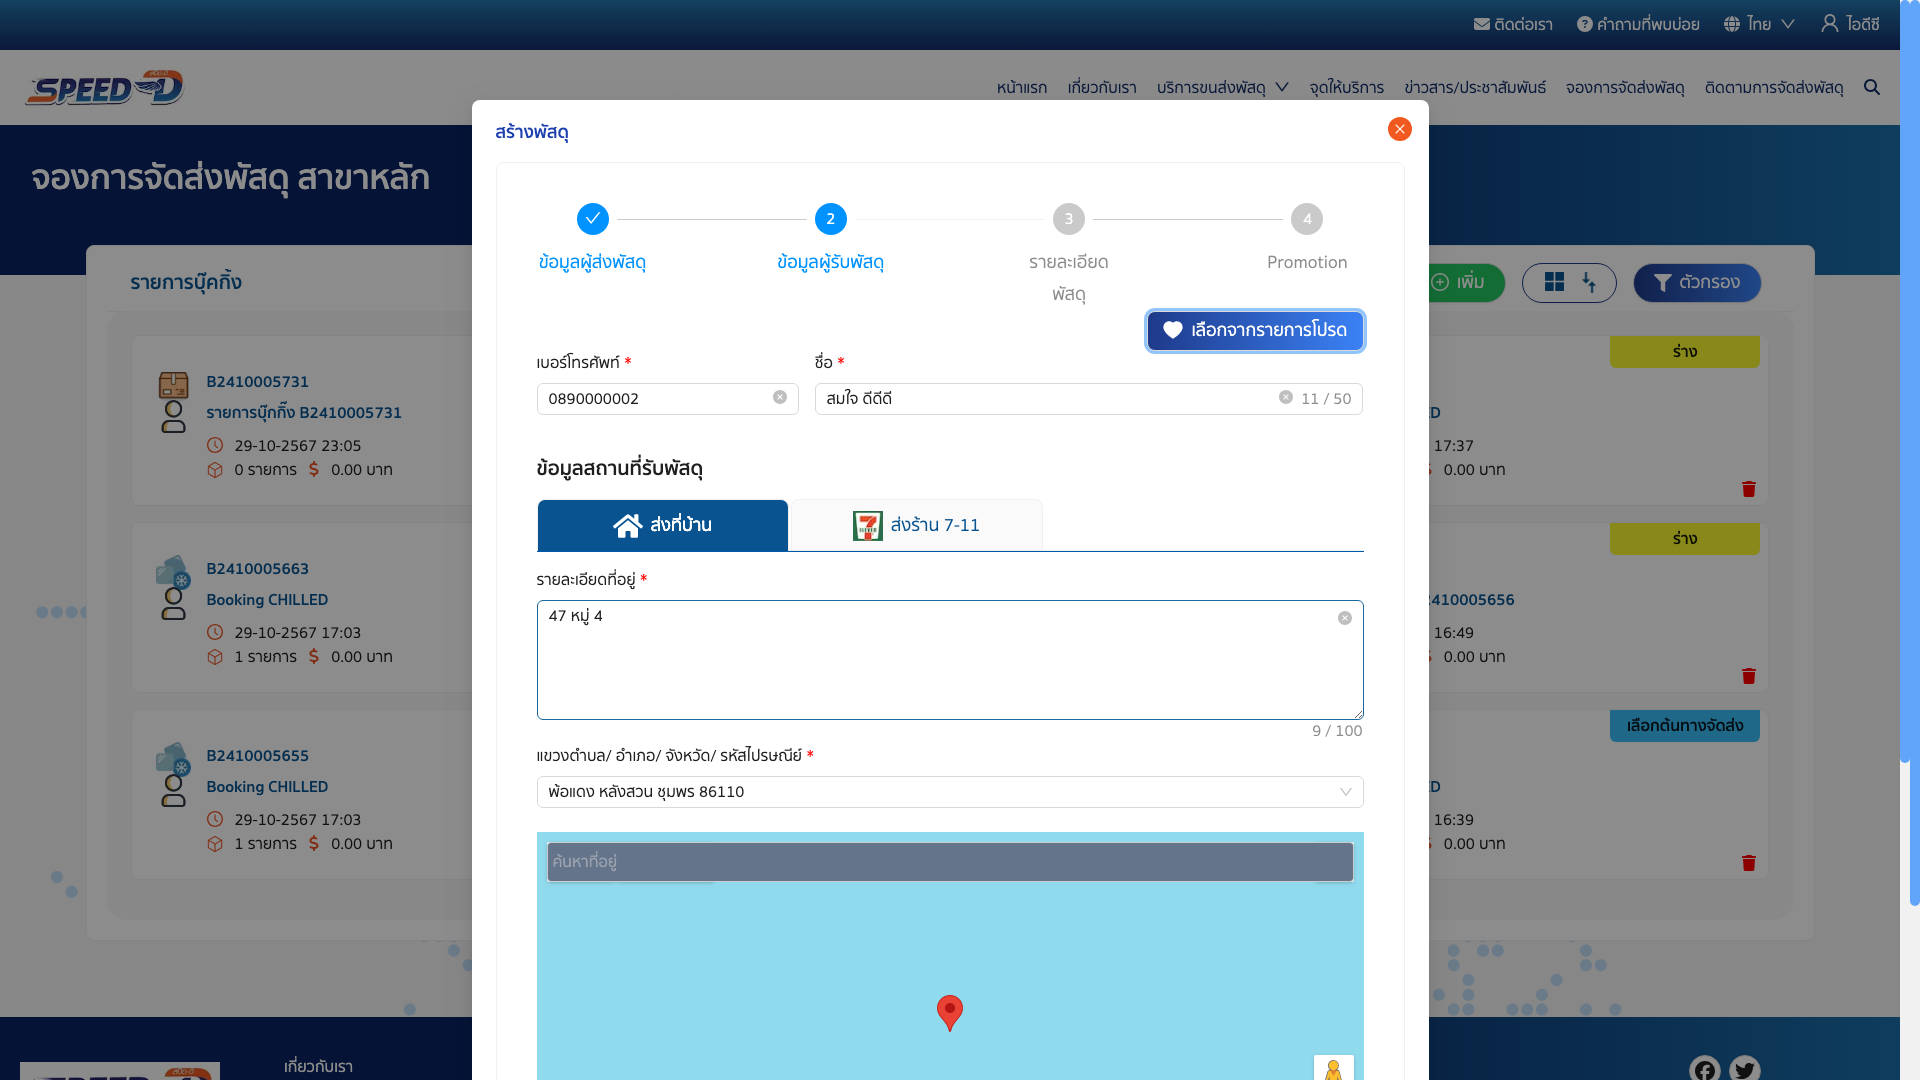 ติดต่อเรา คำถามที่พบบ่อย ไทย ไอดีซี
SPEED-D
หน้าแรก เกี่ยวกับเรา บริการขนส่งพัสดุ จุดให้บริการ ข่าวสาร/ประชาสัมพันธ์ จองการจัดส่งพัสดุ ติดตามการจัดส่งพัสดุ
จองการจัดส่งพัสดุ สาขาหลัก
รายการบุ๊คกิ้ง
เพิ่ม
ตัวกรอง
B2410005731
รายการบุ๊กกิ๊ง B2410005731
29-10-2567 23:05
0 รายการ 0.00 บาท
B2410005663
Booking CHILLED
29-10-2567 17:03
1 รายการ 0.00 บาท
B2410005655
Booking CHILLED
29-10-2567 17:03
1 รายการ 0.00 บาท
สร้างพัสดุ
2
3
4
ข้อมูลผู้ส่งพัสดุ
ข้อมูลผู้รับพัสดุ
รายละเอียด
พัสดุ
Promotion
เลือกจากรายการโปรด
เบอร์โทรศัพท์ *
ชื่อ *
0890000002
สมใจ ดีดีดี
11 / 50
ข้อมูลสถานที่รับพัสดุ
ส่งที่บ้าน
ส่งร้าน 7-11
รายละเอียดที่อยู่ *
47 หมู่ 4
9 / 100
แขวงตำบล/ อำเภอ/ จังหวัด/ รหัสไปรษณีย์ *
พ้อแดง หลังสวน ชุมพร 86110
ค้นหาที่อยู่
ร่าง
ED
17:37
0.00 บาท
ร่าง
2410005656
16:49
0.00 บาท
เลือกต้นทางจัดส่ง
ED
16:39
0.00 บาท
เกี่ยวกับเรา